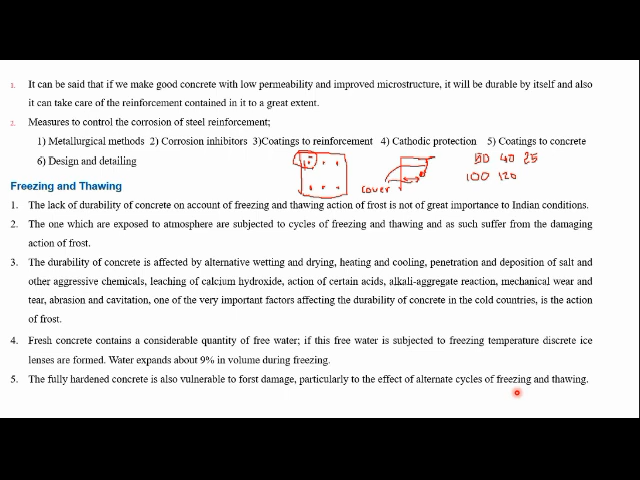 1. It can be said that if we make good concrete with low permeability and improved microstructure, it will be durable by itself and also
it can take care of the reinforcement contained in it to a great extent.
2. Measures to control the corrosion of steel reinforcement;
1) Metallurgical methods 2) Corrosion inhibitors 3)Coatings to reinforcement 4) Cathodic protection 5) Coatings to concrete
6) Design and detailing
50 40 25
100 120
cover
Freezing and Thawing
1. The lack of durability of concrete on account of freezing and thawing action of frost is not of great importance to Indian conditions.
2. The one which are exposed to atmosphere are subjected to cycles of freezing and thawing and as such suffer from the damaging
action of frost.
3. The durability of concrete is affected by alternative wetting and drying, heating and cooling, penetration and deposition of salt and
other aggressive chemicals, leaching of calcium hydroxide, action of certain acids, alkali-aggregate reaction, mechanical wear and
tear, abrasion and cavitation, one of the very important factors affecting the durability of concrete in the cold countries, is the action
of frost.
4. Fresh concrete contains a considerable quantity of free water; if this free water is subjected to freezing temperature discrete ice
lenses are formed. Water expands about 9% in volume during freezing.
5. The fully hardened concrete is also vulnerable to forst damage, particularly to the effect of alternate cycles of freezing and thawing.